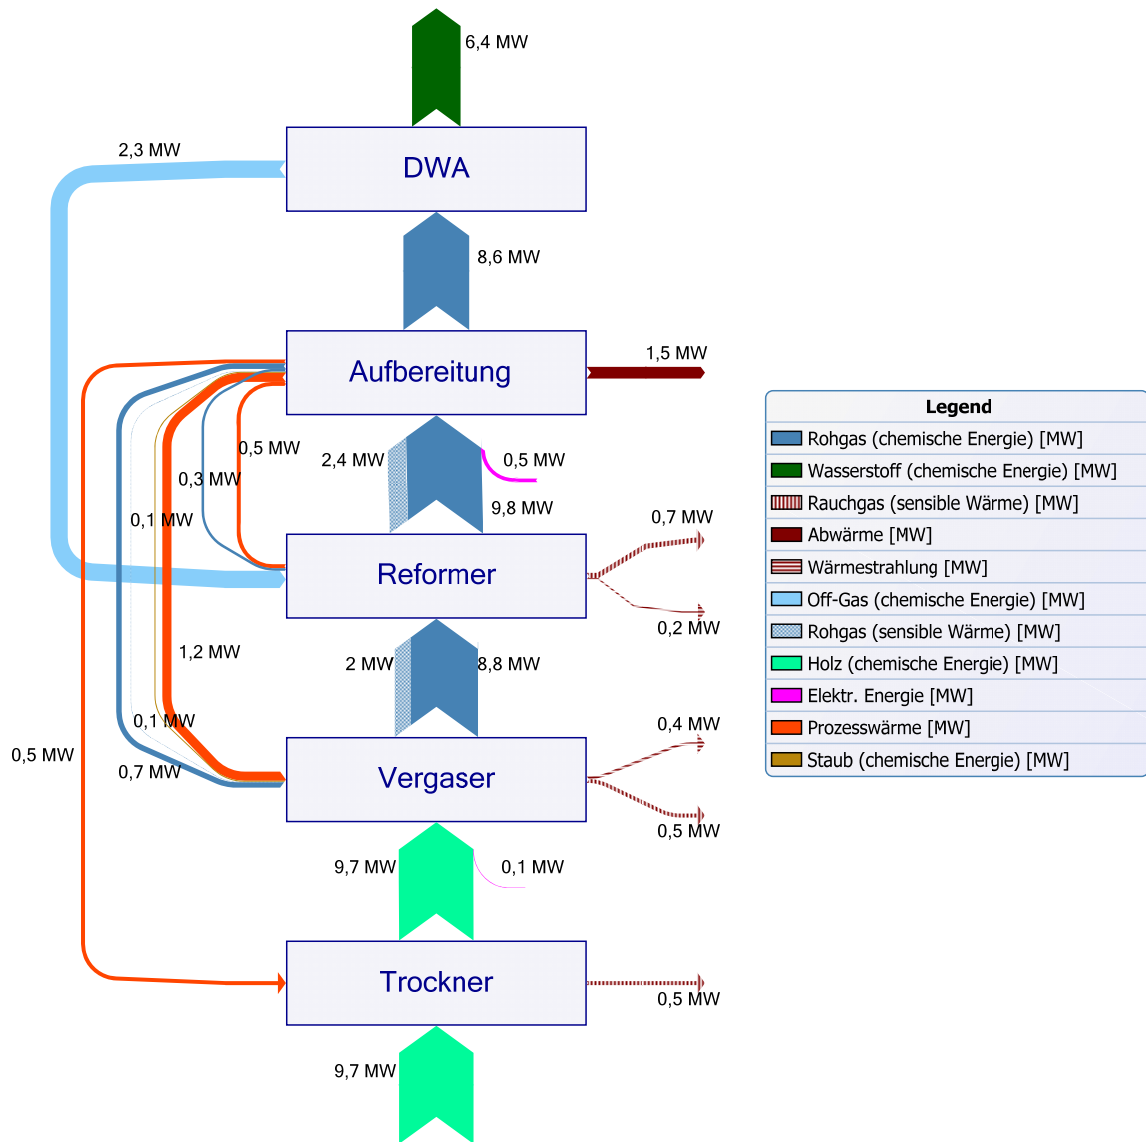 6,4 MW
DWA
2,3 MW
8,6 MW
Aufbereitung
1,5 MW
0,5 MW
2,4 MW
0,5 MW
0,3 MW
9,8 MW
0,1 MW
0,7 MW
Reformer
0,2 MW
1,2 MW
2 MW
8,8 MW
0,1 MW
0,4 MW
0,5 MW
0,7 MW
Vergaser
0,5 MW
9,7 MW
0,1 MW
Trockner
0,5 MW
9,7 MW
Legend
Rohgas (chemische Energie) [MW]
Wasserstoff (chemische Energie) [MW]
Rauchgas (sensible Wärme) [MW]
Abwärme [MW]
Wärmestrahlung [MW]
Off-Gas (chemische Energie) [MW]
Rohgas (sensible Wärme) [MW]
Holz (chemische Energie) [MW]
Elektr. Energie [MW]
Prozesswärme [MW]
Staub (chemische Energie) [MW]